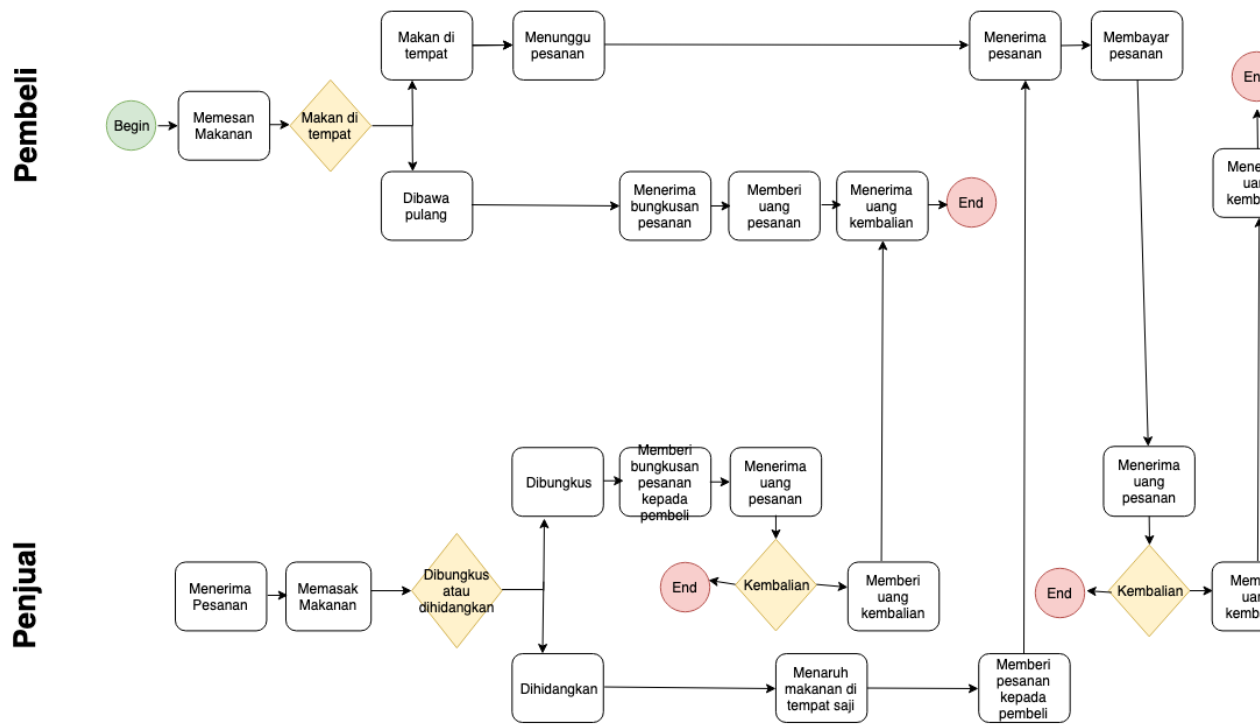 Pembeli
Begin
Memesan
Makanan
Makan di
tempat
Makan di
tempat
Menunggu
pesanan
Menerima
pesanan
Membayar
pesanan
Dibawa
pulang
Menerima
bungkusan
pesanan
Memberi
uang
pesanan
Menerima
uang
kembalian
End
Penjual
Menerima
Pesanan
Memasak
Makanan
Dibungkus
atau
dihidangkan
Dibungkus
Memberi
bungkusan
pesanan
kepada
pembeli
Menerima
uang
pesanan
Kembalian
End
Memberi
uang
kembalian
Dihidangkan
Menaruh
makanan di
tempat saji
Memberi
pesanan
kepada
pembeli
Menerima
uang
pesanan
Kembalian
End